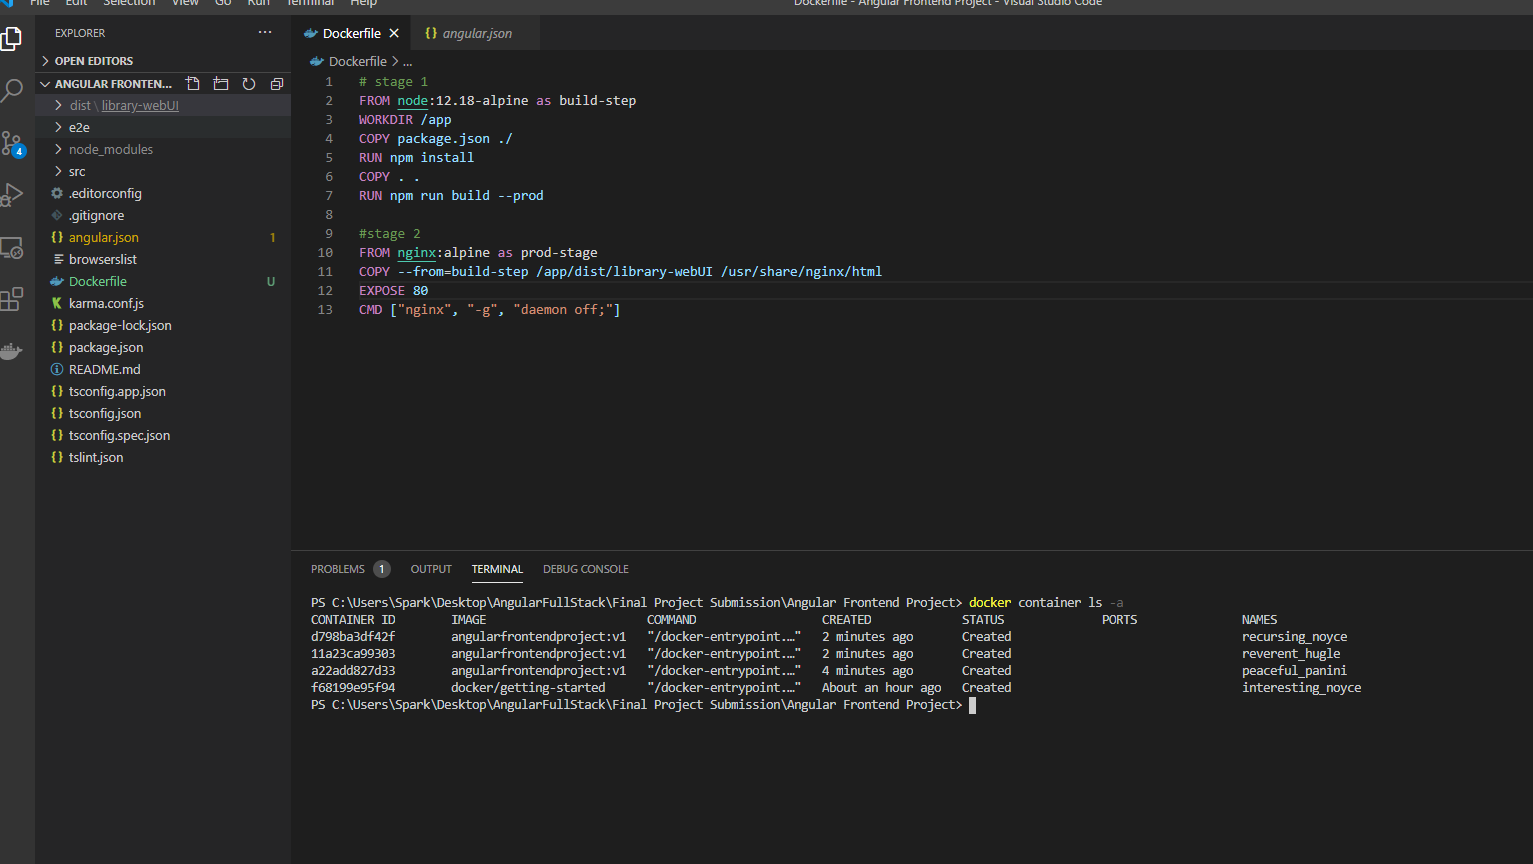 File Edit Selection View Go Run Terminal Help
Dockerfile - Angular Frontend Project - Visual Studio Code
EXPLORER
OPEN EDITORS
ANGULAR FRONTEN...
dist \ library-webUI
e2e
node_modules
src
.editorconfig
.gitignore
angular.json 1
browserslist
Dockerfile U
karma.conf.js
package-lock.json
package.json
README.md
tsconfig.app.json
tsconfig.json
tsconfig.spec.json
tslint.json
4
Dockerfile
angular.json
Dockerfile > ...
1 # stage 1
2 FROM node:12.18-alpine as build-step
3 WORKDIR /app
4 COPY package.json ./
5 RUN npm install
6 COPY . .
7 RUN npm run build --prod
8
9 #stage 2
10 FROM nginx:alpine as prod-stage
11 COPY --from=build-step /app/dist/library-webUI /usr/share/nginx/html
12 EXPOSE 80
13 CMD ["nginx", "-g", "daemon off;"]
PROBLEMS 1 OUTPUT TERMINAL DEBUG CONSOLE
PS C:\Users\Spark\Desktop\AngularFullStack\Final Project Submission\Angular Frontend Project> docker container ls -a
CONTAINER ID IMAGE COMMAND CREATED STATUS PORTS NAMES
d798ba3df42f angularfrontendproject:v1 "/docker-entrypoint.…" 2 minutes ago Created recursing_noyce
11a23ca99303 angularfrontendproject:v1 "/docker-entrypoint.…" 2 minutes ago Created reverent_hugle
a22add827d33 angularfrontendproject:v1 "/docker-entrypoint.…" 4 minutes ago Created peaceful_panini
f68199e95f94 docker/getting-started "/docker-entrypoint.…" About an hour ago Created interesting_noyce
PS C:\Users\Spark\Desktop\AngularFullStack\Final Project Submission\Angular Frontend Project>